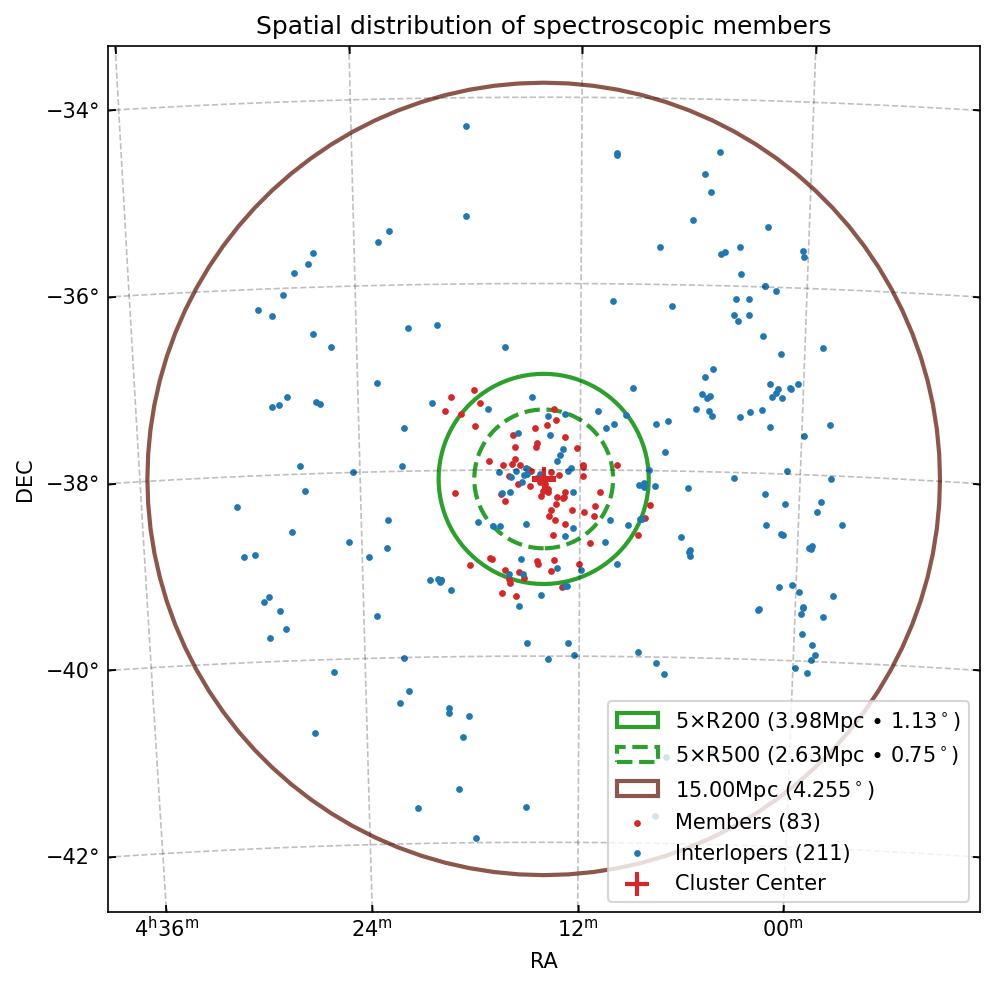 Spatial distribution of spectroscopic members
−34°
−36°
−38°
−40°
−42°
DEC
5×R200 (3.98Mpc • 1.13°)
5×R500 (2.63Mpc • 0.75°)
15.00Mpc (4.255°)
Members (83)
Interlopers (211)
Cluster Center
4ʰ36ᵐ 24ᵐ 12ᵐ 00ᵐ
RA